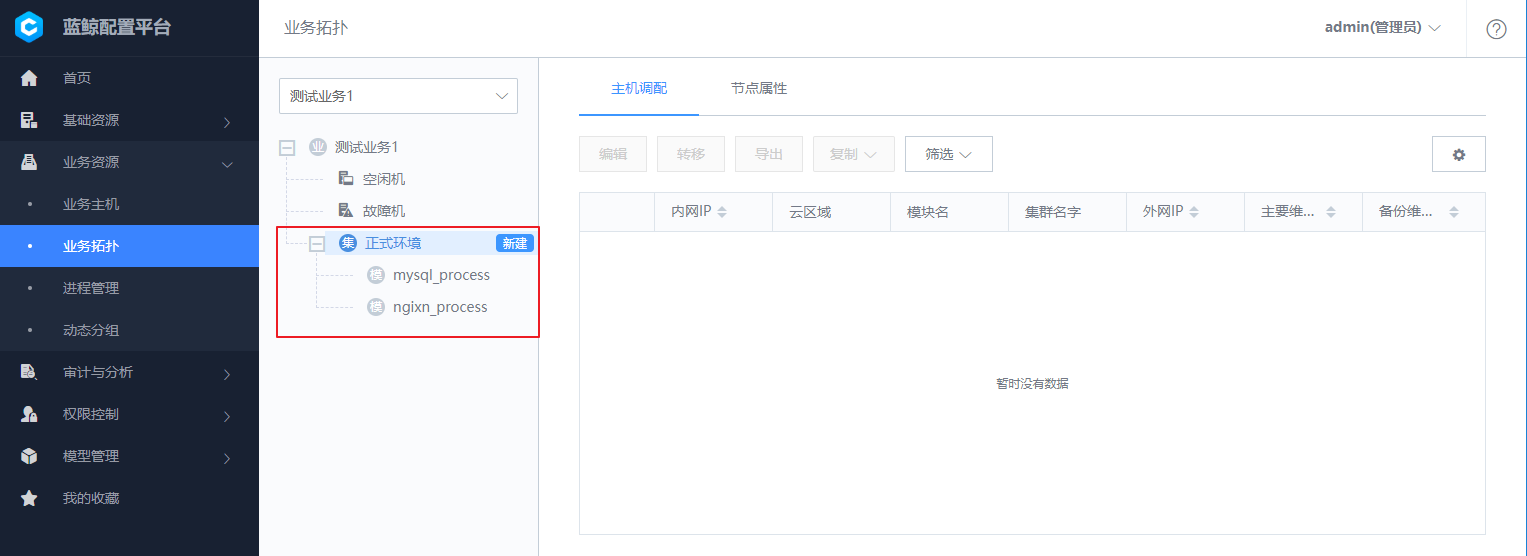 蓝鲸配置平台
业务拓扑
admin(管理员)
首页
基础资源
业务资源
业务主机
业务拓扑
进程管理
动态分组
审计与分析
权限控制
模型管理
我的收藏
测试业务1
业 测试业务1
空闲机
故障机
集 正式环境 新建
模 mysql_process
模 ngixn_process
主机调配 节点属性
编辑 转移 导出 复制 筛选
内网IP 云区域 模块名 集群名字 外网IP 主要维... 备份维...
暂时没有数据